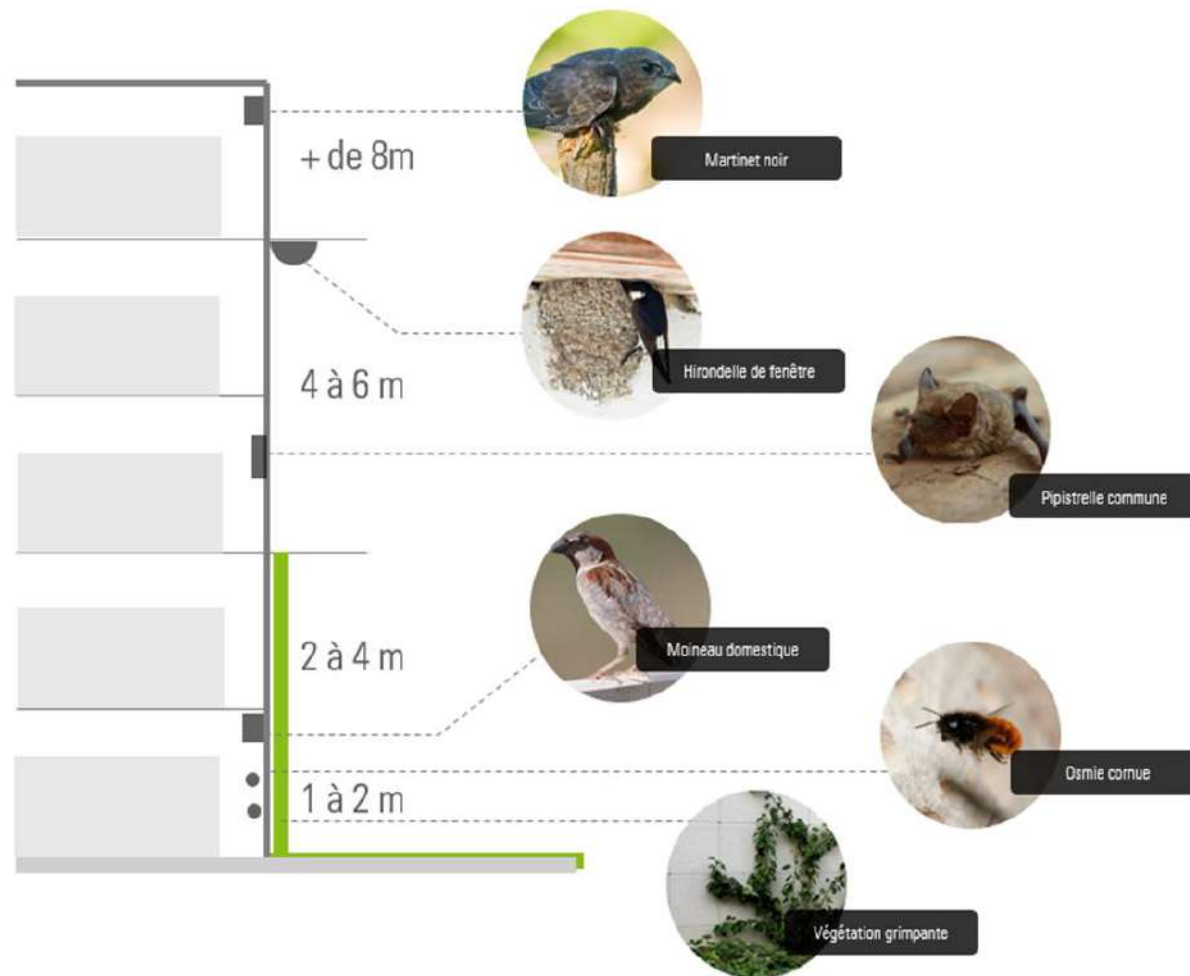 + de 8m
Martinet noir
Hirondelle de fenêtre
4 à 6 m
Pipistrelle commune
Moineau domestique
2 à 4 m
Osmie cornue
1 à 2 m
Végétation grimpante